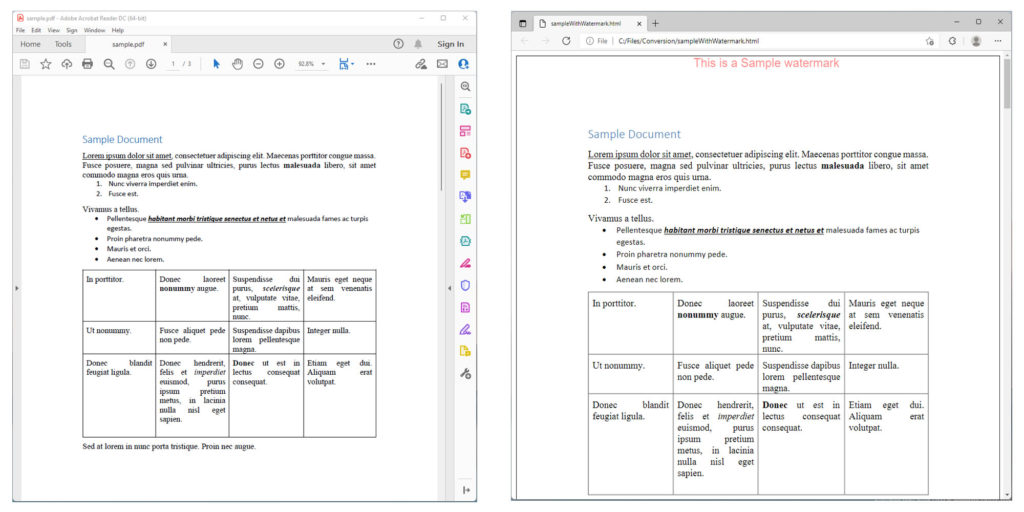 sample.pdf - Adobe Acrobat Reader DC (64-bit)
File Edit View Sign Window Help
Home Tools sample.pdf Sign In
1 / 3 92.8%
Sample Document
Lorem ipsum dolor sit amet, consectetuer adipiscing elit. Maecenas porttitor congue massa.
Fusce posuere, magna sed pulvinar ultricies, purus lectus malesuada libero, sit amet
commodo magna eros quis urna.
1. Nunc viverra imperdiet enim.
2. Fusce est.
Vivamus a tellus.
• Pellentesque habitant morbi tristique senectus et netus et malesuada fames ac turpis
egestas.
• Proin pharetra nonummy pede.
• Mauris et orci.
• Aenean nec lorem.
In porttitor.
Donec laoreet
nonummy augue.
Suspendisse dui
purus, scelerisque
at, vulputate vitae,
pretium mattis,
nunc.
Mauris eget neque
at sem venenatis
eleifend.
Ut nonummy.
Fusce aliquet pede
non pede.
Suspendisse dapibus
lorem pellentesque
magna.
Integer nulla.
Donec blandit
feugiat ligula.
Donec hendrerit,
felis et imperdiet
euismod, purus
ipsum pretium
metus, in lacinia
nulla nisl eget
sapien.
Donec ut est in
lectus consequat
consequat.
Etiam eget dui.
Aliquam erat
volutpat.
Sed at lorem in nunc porta tristique. Proin nec augue.
sampleWithWatermark.html
File C:/Files/Conversion/sampleWithWatermark.html
This is a Sample watermark
Sample Document
Lorem ipsum dolor sit amet, consectetuer adipiscing elit. Maecenas porttitor congue massa.
Fusce posuere, magna sed pulvinar ultricies, purus lectus malesuada libero, sit amet
commodo magna eros quis urna.
1. Nunc viverra imperdiet enim.
2. Fusce est.
Vivamus a tellus.
• Pellentesque habitant morbi tristique senectus et netus et malesuada fames ac turpis
egestas.
• Proin pharetra nonummy pede.
• Mauris et orci.
• Aenean nec lorem.
In porttitor.
Donec laoreet
nonummy augue.
Suspendisse dui
purus, scelerisque
at, vulputate vitae,
pretium mattis,
nunc.
Mauris eget neque
at sem venenatis
eleifend.
Ut nonummy.
Fusce aliquet pede
non pede.
Suspendisse dapibus
lorem pellentesque
magna.
Integer nulla.
Donec blandit
feugiat ligula.
Donec hendrerit,
felis et imperdiet
euismod, purus
ipsum pretium
metus, in lacinia
nulla nisl eget
sapien.
Donec ut est in
lectus consequat
consequat.
Etiam eget dui.
Aliquam erat
volutpat.